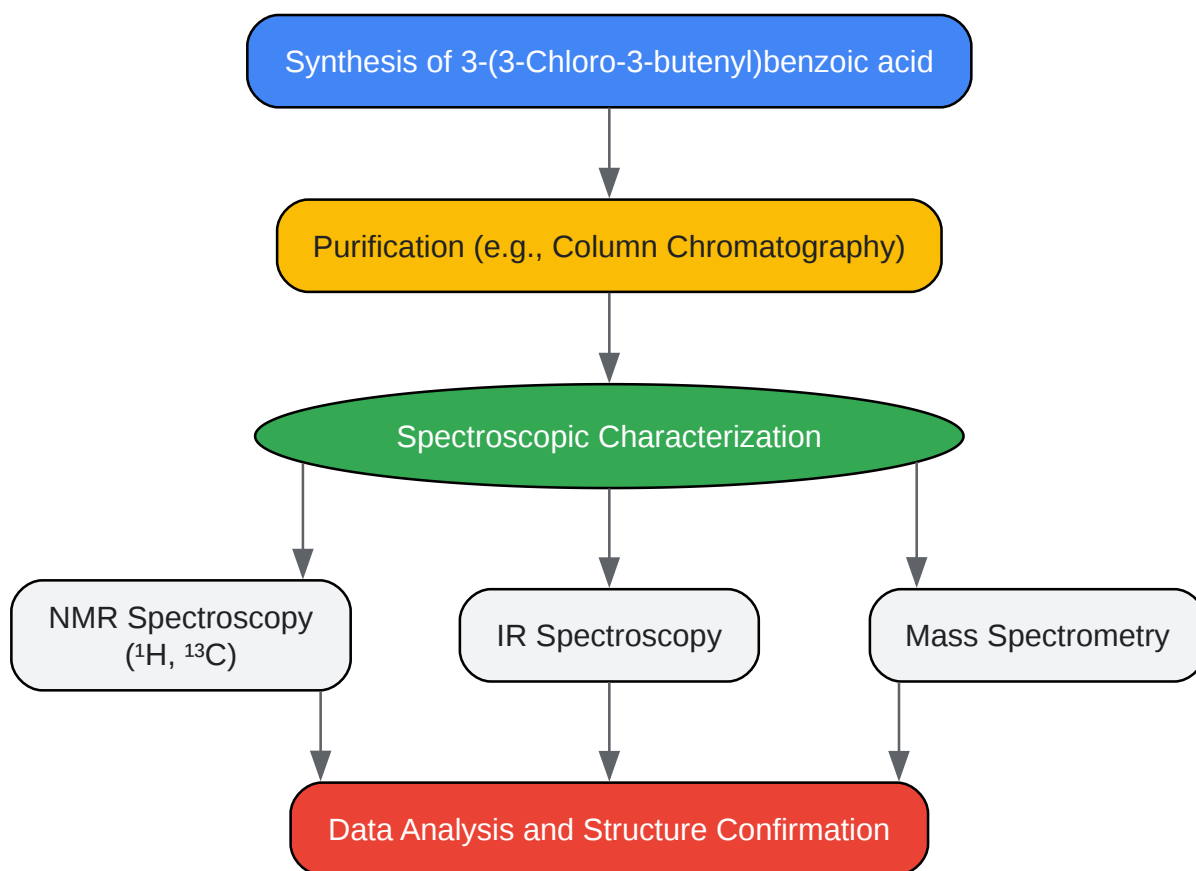 Synthesis of 3-(3-Chloro-3-butenyl)benzoic acid
Purification (e.g., Column Chromatography)
Spectroscopic Characterization
NMR Spectroscopy
(¹H, ¹³C)
IR Spectroscopy
Mass Spectrometry
Data Analysis and Structure Confirmation